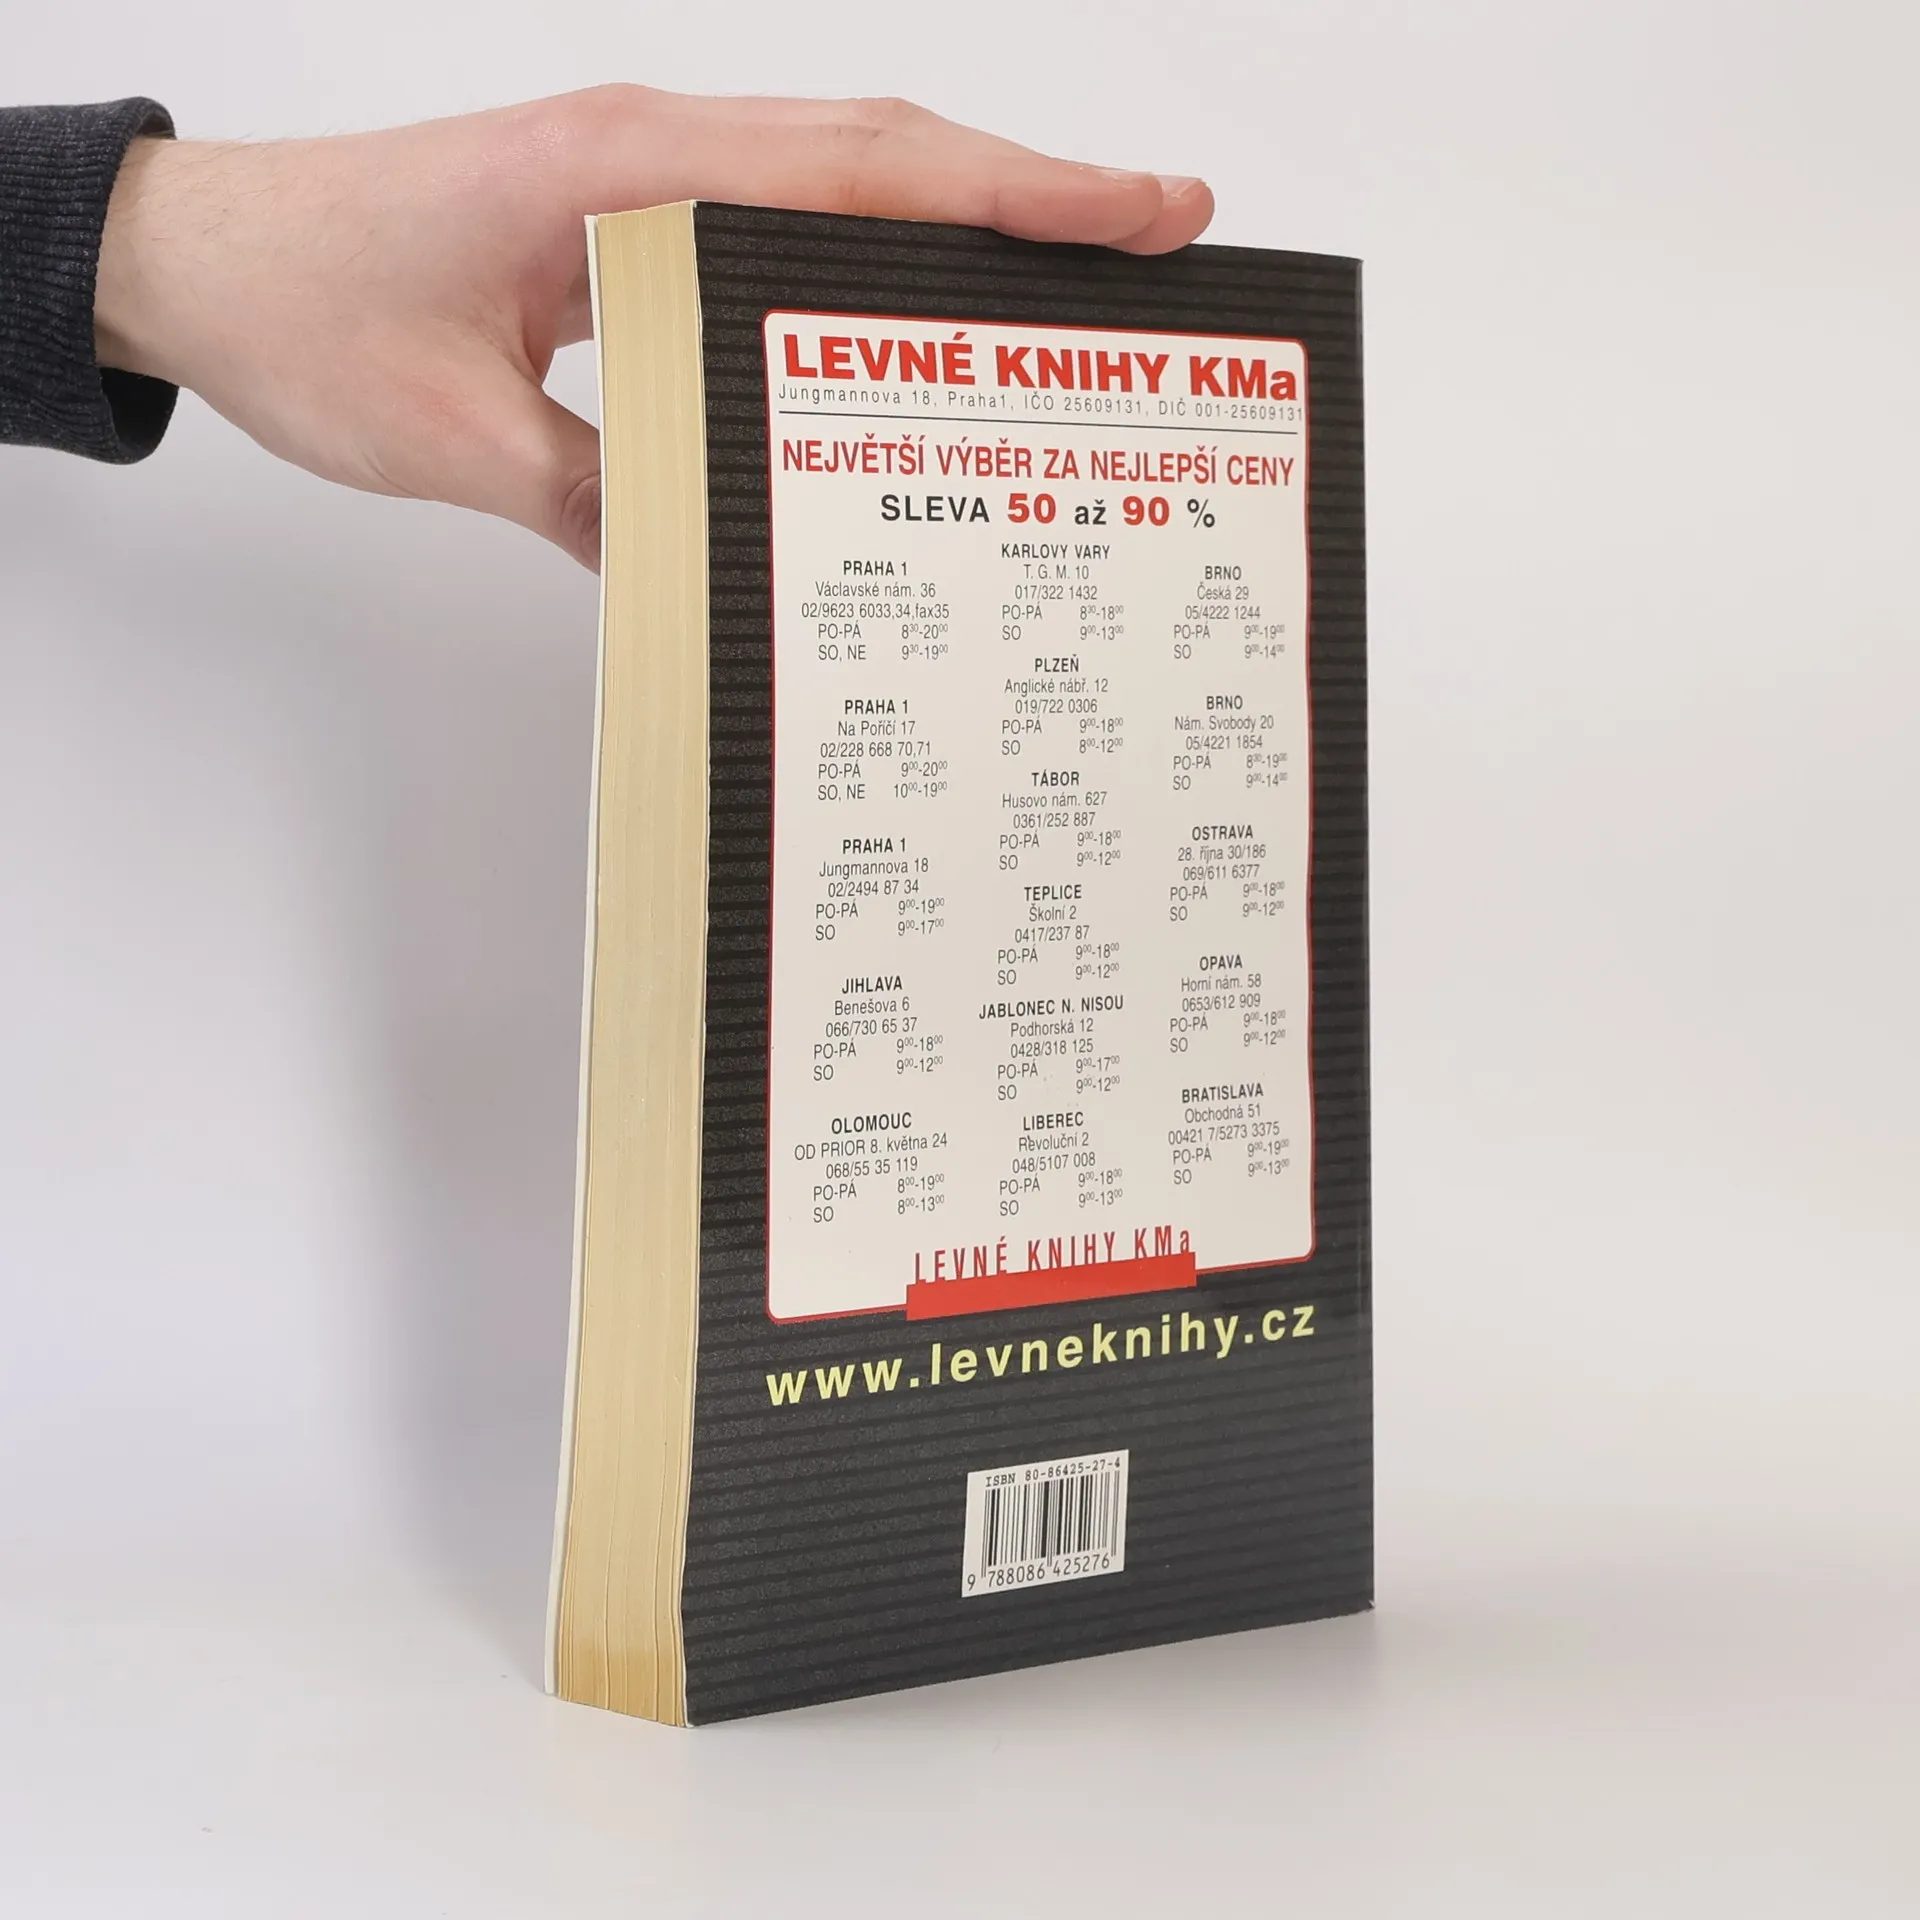 LEVNÉ KNIHY KMa
Jungmannova 18, Praha1, IČO 25609131, DIČ 001-25609131
NEJVĚTŠÍ VÝBĚR ZA NEJLEPŠÍ CENY
SLEVA 50 až 90 %
PRAHA 1
Václavské nám. 36
02/9623 6033,34,fax35
PO-PÁ 8³⁰-20⁰⁰
SO, NE 9³⁰-19⁰⁰
PRAHA 1
Na Poříčí 17
02/228 668 70,71
PO-PÁ 9⁰⁰-20⁰⁰
SO, NE 10⁰⁰-19⁰⁰
PRAHA 1
Jungmannova 18
02/2494 87 34
PO-PÁ 9⁰⁰-19⁰⁰
SO 9⁰⁰-17⁰⁰
JIHLAVA
Benešova 6
066/730 65 37
PO-PÁ 9⁰⁰-18⁰⁰
SO 9⁰⁰-12⁰⁰
OLOMOUC
OD PRIOR 8. května 24
068/55 35 119
PO-PÁ 8⁰⁰-19⁰⁰
SO 8⁰⁰-13⁰⁰
KARLOVY VARY
T. G. M. 10
017/322 1432
PO-PÁ 8³⁰-18⁰⁰
SO 9⁰⁰-13⁰⁰
PLZEŇ
Anglické nábř. 12
019/722 0306
PO-PÁ 9⁰⁰-18⁰⁰
SO 8⁰⁰-12⁰⁰
TÁBOR
Husovo nám. 627
0361/252 887
PO-PÁ 9⁰⁰-18⁰⁰
SO 9⁰⁰-12⁰⁰
TEPLICE
Školní 2
0417/237 87
PO-PÁ 9⁰⁰-18⁰⁰
SO 9⁰⁰-12⁰⁰
JABLONEC N. NISOU
Podhorská 12
0428/318 125
PO-PÁ 9⁰⁰-17⁰⁰
SO 9⁰⁰-12⁰⁰
LIBEREC
Revoluční 2
048/5107 008
PO-PÁ 9⁰⁰-18⁰⁰
SO 9⁰⁰-13⁰⁰
BRNO
Česká 29
05/4222 1244
PO-PÁ 9⁰⁰-19⁰⁰
SO 9⁰⁰-14⁰⁰
BRNO
Nám. Svobody 20
05/4221 1854
PO-PÁ 8³⁰-19⁰⁰
SO 9⁰⁰-14⁰⁰
OSTRAVA
28. října 30/186
069/611 6377
PO-PÁ 9⁰⁰-18⁰⁰
SO 9⁰⁰-12⁰⁰
OPAVA
Horní nám. 58
0653/612 909
PO-PÁ 9⁰⁰-18⁰⁰
SO 9⁰⁰-12⁰⁰
BRATISLAVA
Obchodná 51
00421 7/5273 3375
PO-PÁ 9⁰⁰-19⁰⁰
SO 9⁰⁰-13⁰⁰
LEVNÉ KNIHY KMa
www.levneknihy.cz
ISBN 80-86425-27-4
9 788086 425276